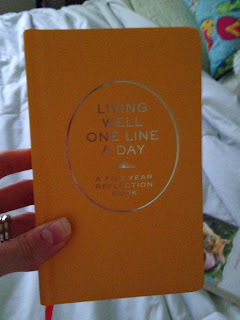 LIVING
WELL
ONE LINE
A DAY
A FIVE YEAR
REFLECTION
BOOK